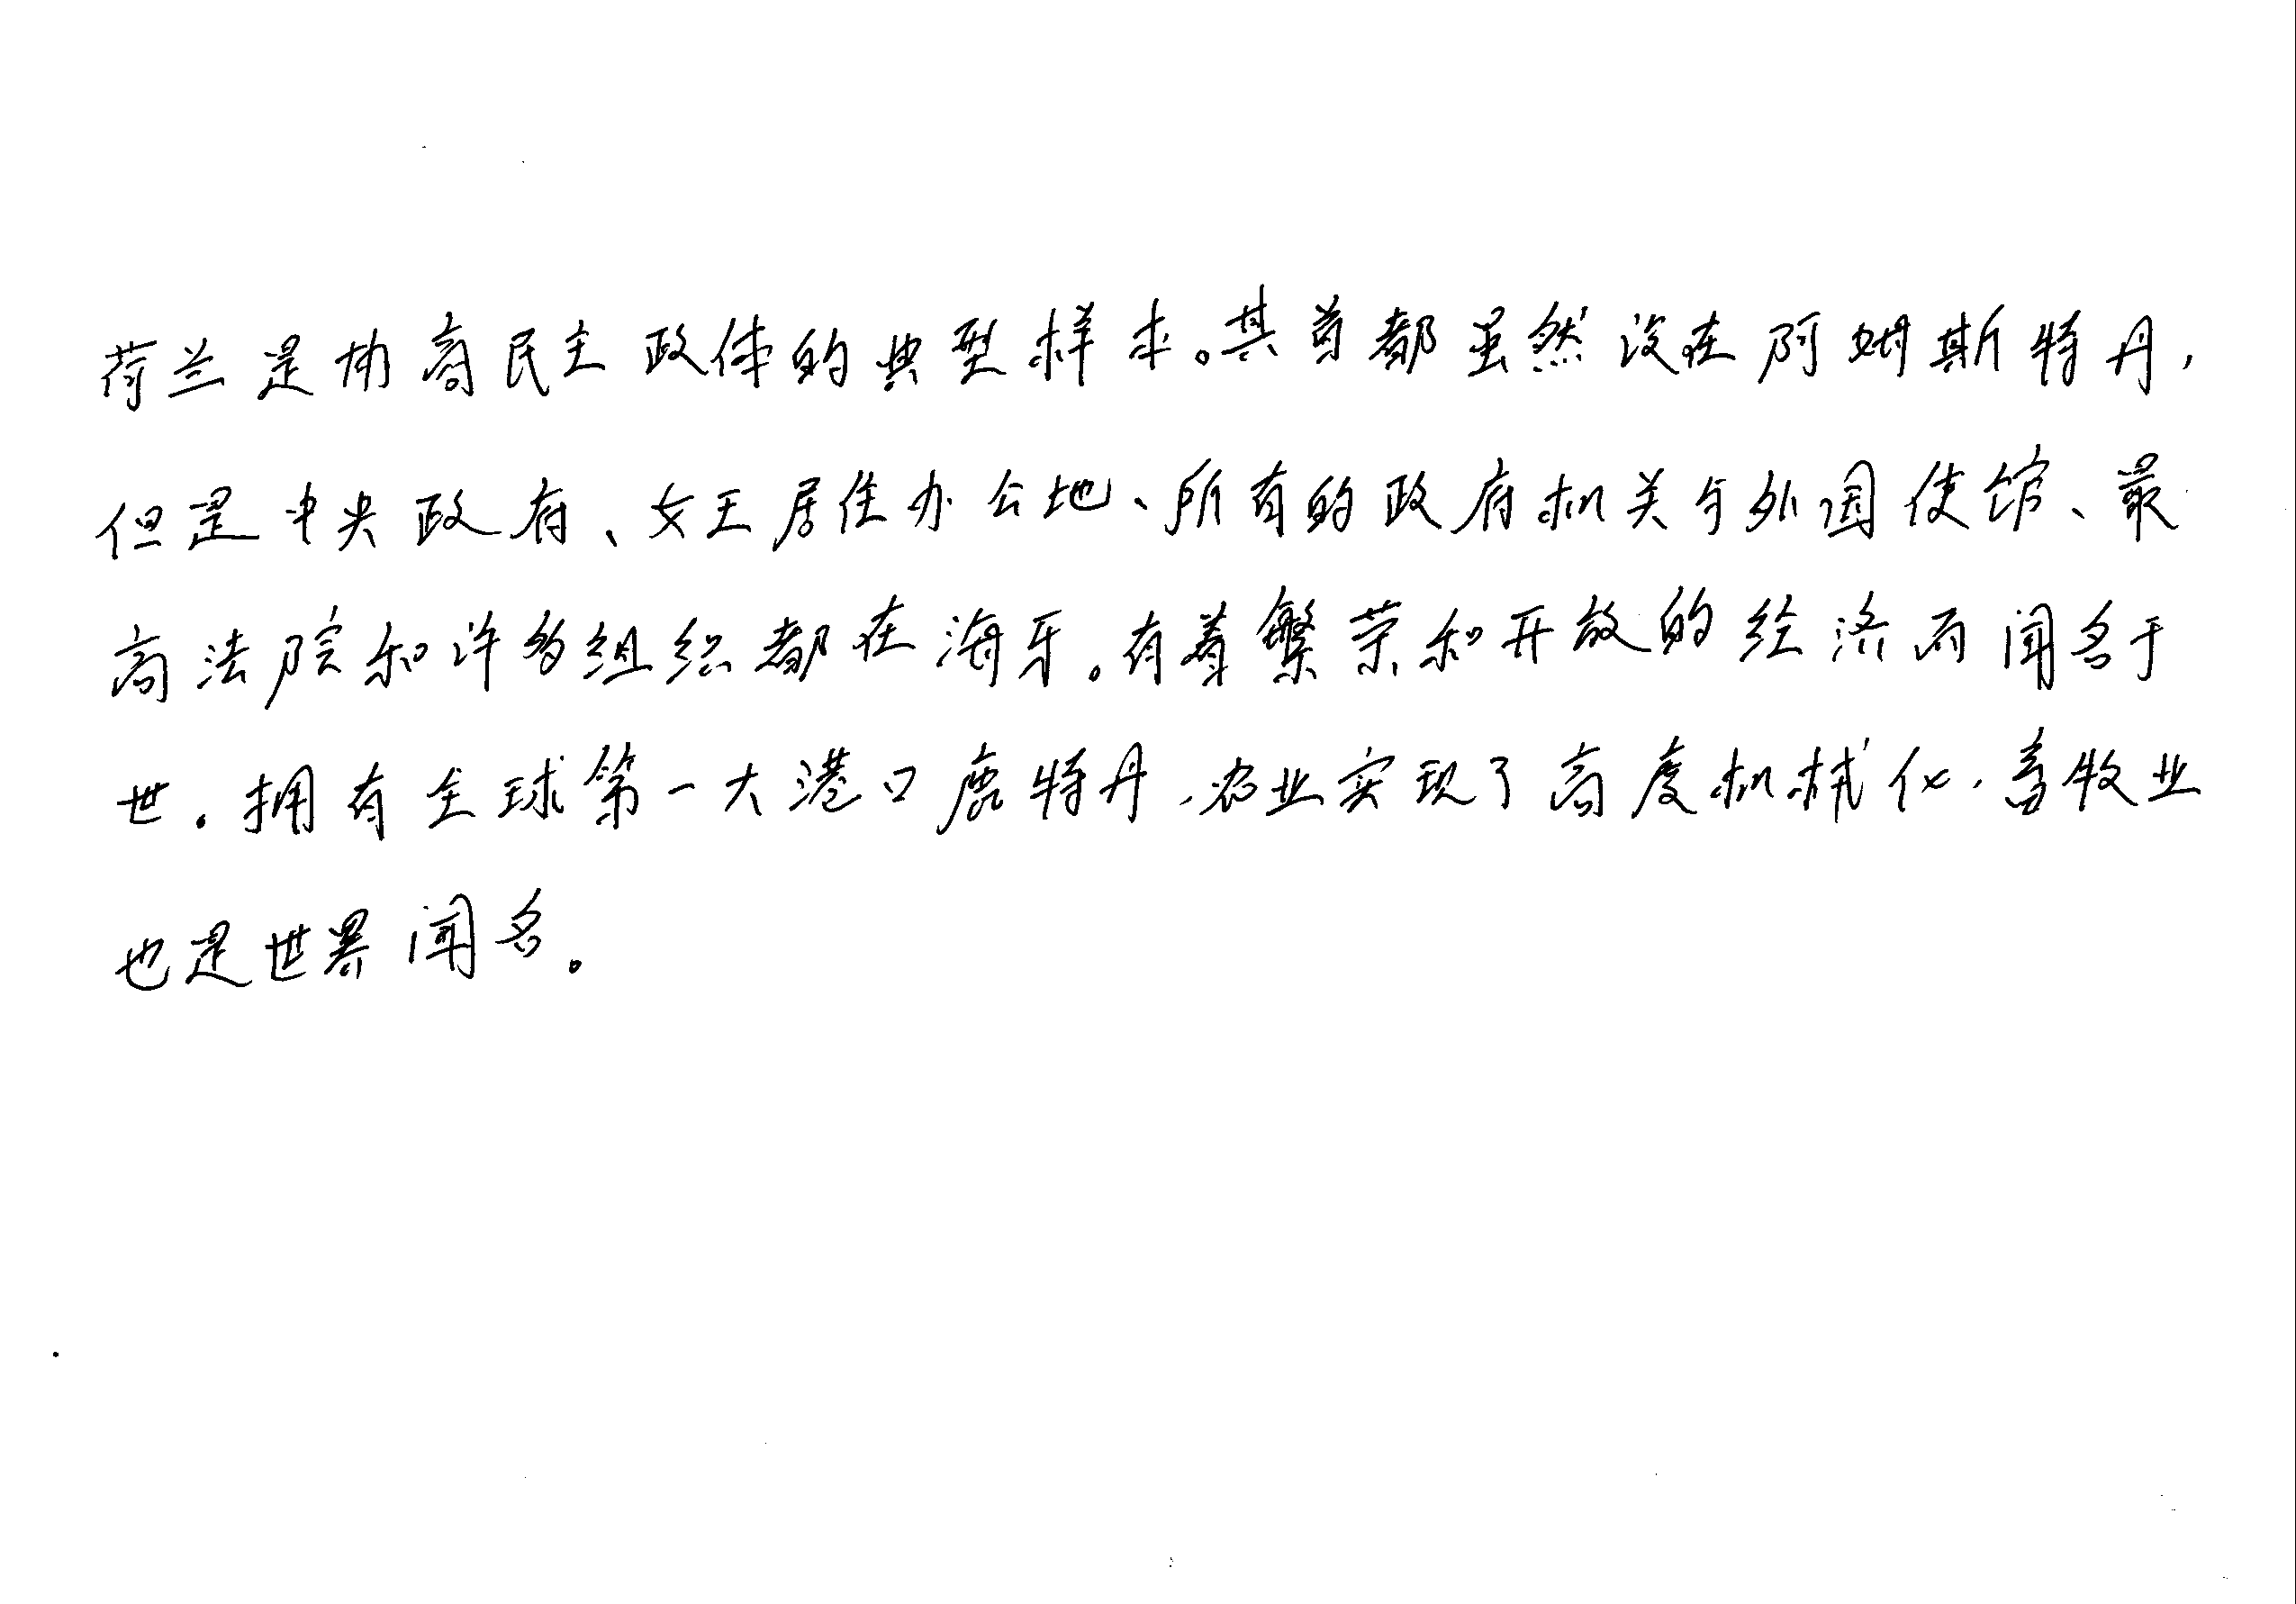 荷兰是协商民主政体的典型样本。其首都虽然设在阿姆斯特丹，
但是中央政府、女王居住办公地、所有的政府机关与外国使馆、最
高法院和许多组织都在海牙。有着繁荣和开放的经济而闻名于
世。拥有全球第一大港口鹿特丹，农业实现了高度机械化，畜牧业
也是世界闻名。